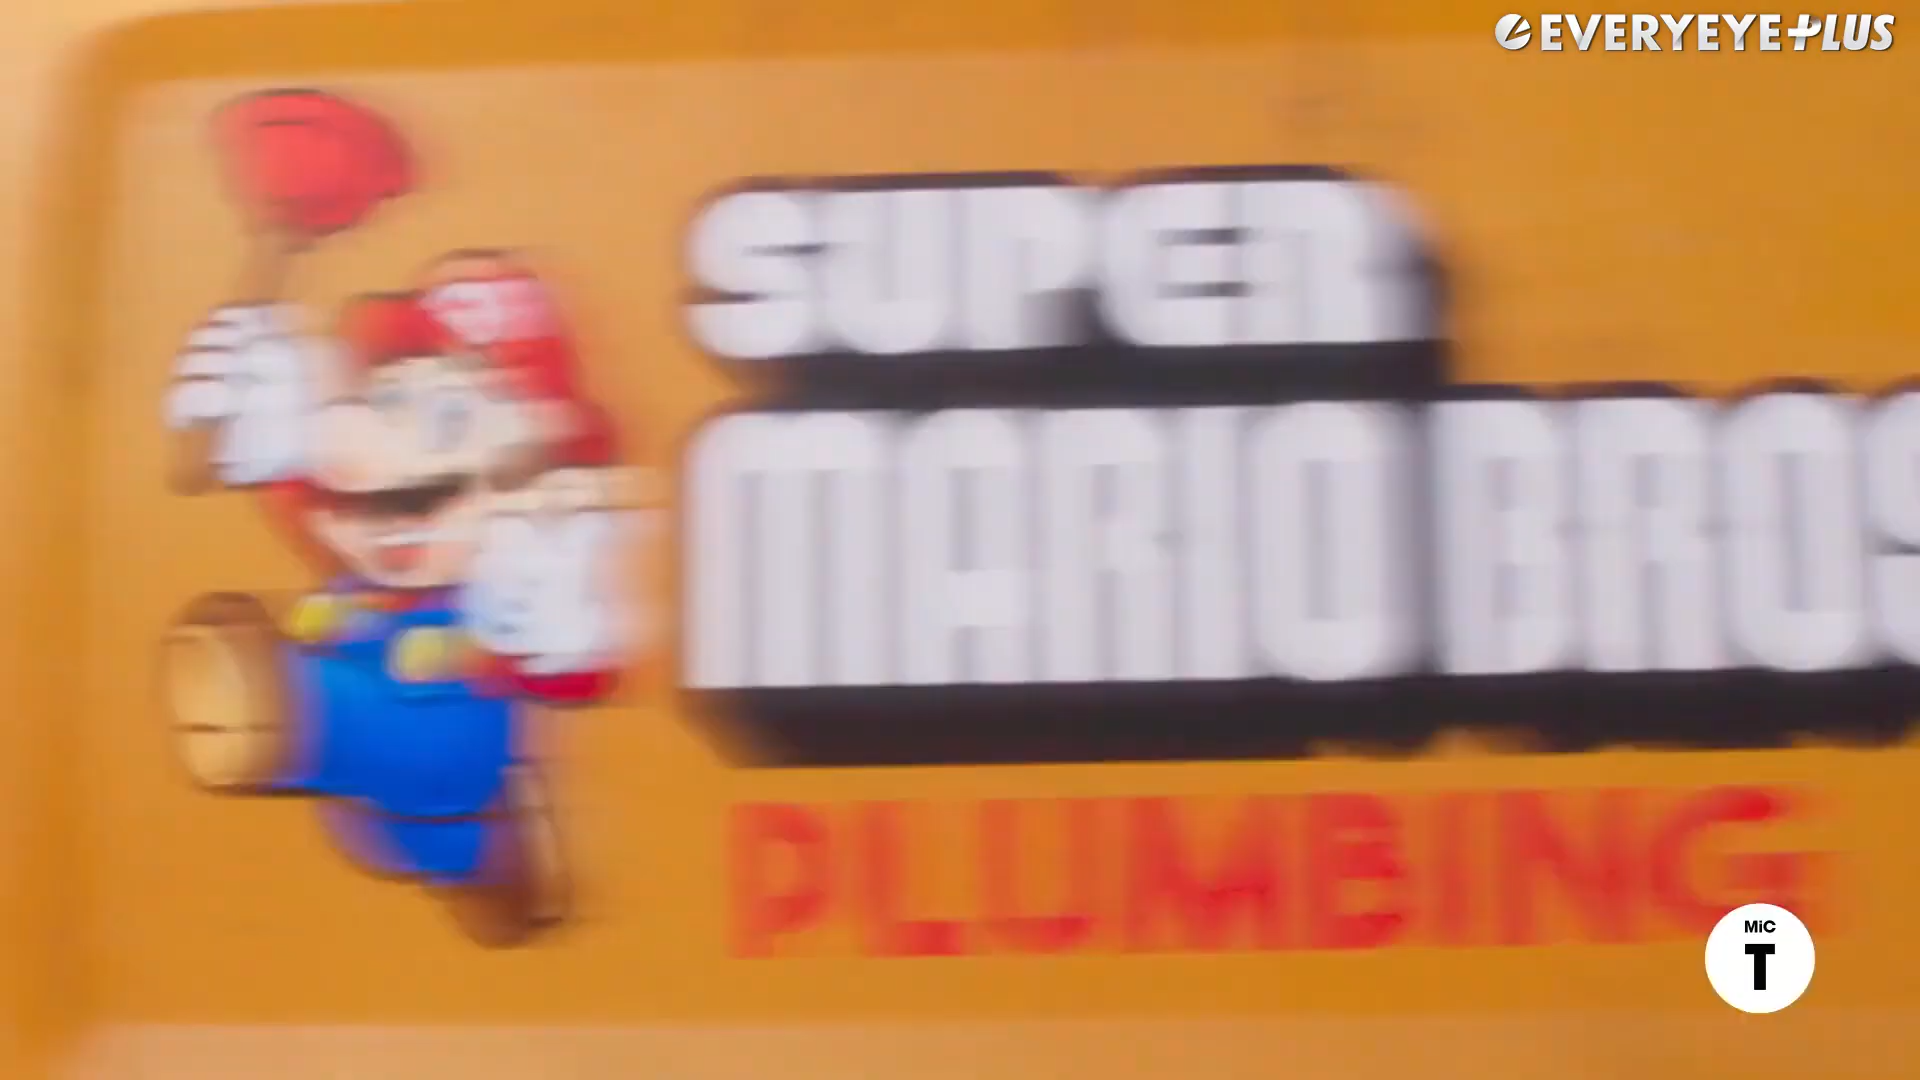 EVERYEYE PLUS
SUPER
MARIO BROS
PLUMBING
MiC
T